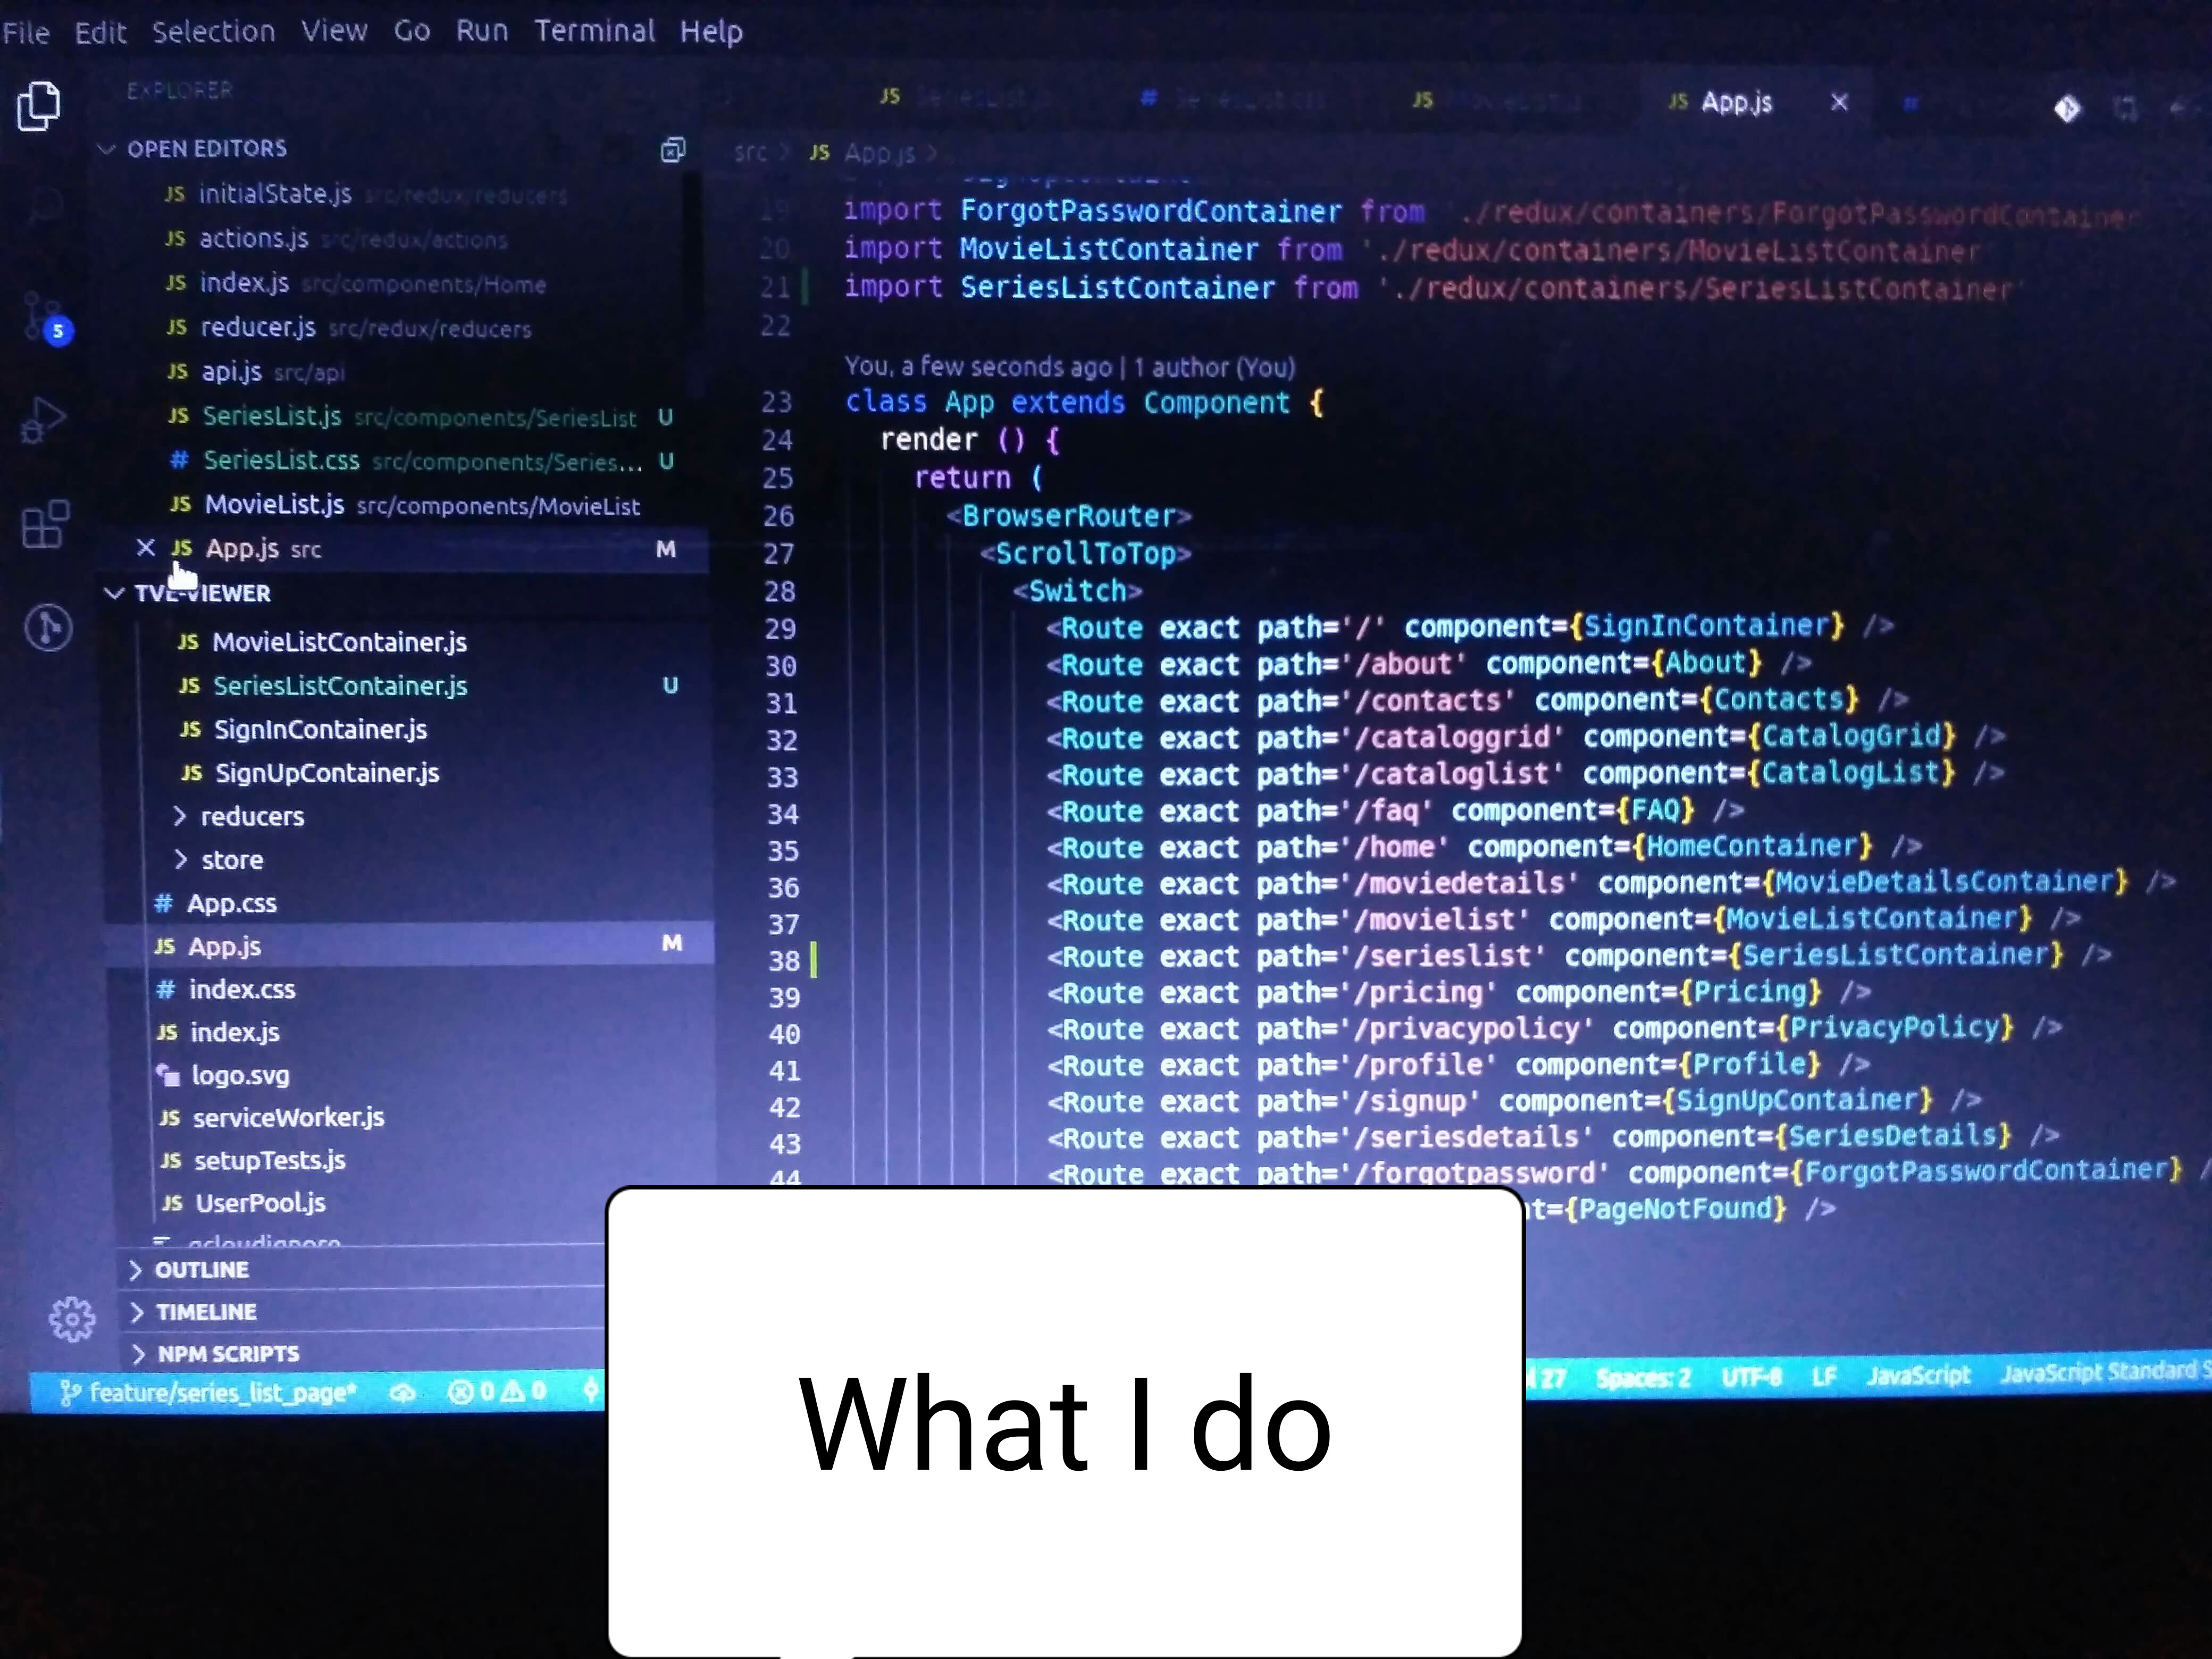 File Edit Selection View Go Run Terminal Help
EXPLORER
OPEN EDITORS
JS initialState.js src/redux/reducers
JS actions.js src/redux/actions
JS index.js src/components/Home
JS reducer.js src/redux/reducers
JS api.js src/api
JS SeriesList.js src/components/SeriesList U
# SeriesList.css src/components/Series... U
JS MovieList.js src/components/MovieList
JS App.js src M
TVE-VIEWER
JS MovieListContainer.js
JS SeriesListContainer.js U
JS SignInContainer.js
JS SignUpContainer.js
reducers
store
# App.css
JS App.js M
# index.css
JS index.js
logo.svg
JS serviceWorker.js
JS setupTests.js
JS UserPool.js
OUTLINE
TIMELINE
NPM SCRIPTS
5
JS SeriesList # SeriesList.css JS MovieList.js JS App.js #
src > JS App.js >
19 import ForgotPasswordContainer from './redux/containers/ForgotPasswordContainer
20 import MovieListContainer from './redux/containers/MovieListContainer'
21 import SeriesListContainer from './redux/containers/SeriesListContainer'
22
You, a few seconds ago | 1 author (You)
23 class App extends Component {
24 render () {
25 return (
26 <BrowserRouter>
27 <ScrollToTop>
28 <Switch>
29 <Route exact path='/' component={SignInContainer} />
30 <Route exact path='/about' component={About} />
31 <Route exact path='/contacts' component={Contacts} />
32 <Route exact path='/cataloggrid' component={CatalogGrid} />
33 <Route exact path='/cataloglist' component={CatalogList} />
34 <Route exact path='/faq' component={FAQ} />
35 <Route exact path='/home' component={HomeContainer} />
36 <Route exact path='/moviedetails' component={MovieDetailsContainer} />
37 <Route exact path='/movielist' component={MovieListContainer} />
38 <Route exact path='/serieslist' component={SeriesListContainer} />
39 <Route exact path='/pricing' component={Pricing} />
40 <Route exact path='/privacypolicy' component={PrivacyPolicy} />
41 <Route exact path='/profile' component={Profile} />
42 <Route exact path='/signup' component={SignUpContainer} />
43 <Route exact path='/seriesdetails' component={SeriesDetails} />
44 <Route exact path='/forgotpassword' component={ForgotPasswordContainer} /
nt={PageNotFound} />
feature/series_list_page* 0 0
27 Spaces: 2 UTF-8 LF JavaScript JavaScript Standard S
What I do